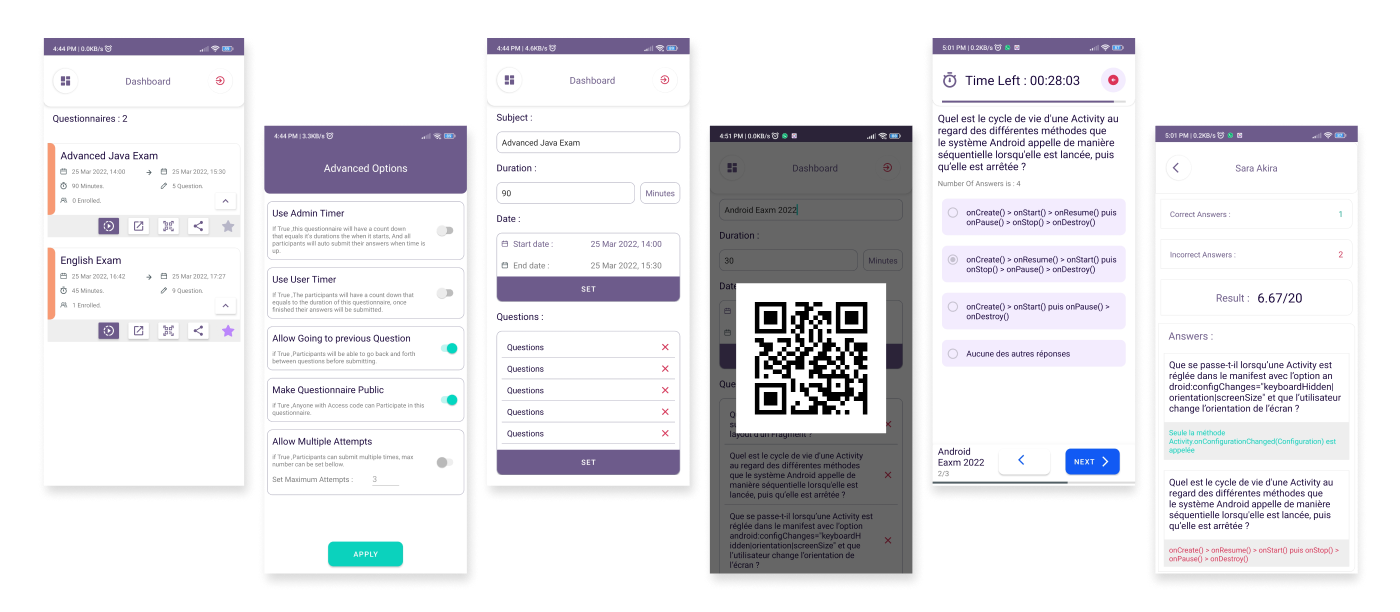 4:44 PM | 0.0KB/s
Dashboard
Questionnaires : 2
Advanced Java Exam
25 Mar 2022, 14:00
25 Mar 2022, 15:30
90 Minutes.
5 Question.
0 Enrolled.
English Exam
25 Mar 2022, 16:42
25 Mar 2022, 17:27
45 Minutes.
9 Question.
1 Enrolled.
4:44 PM | 3.3KB/s
Advanced Options
Use Admin Timer
If True ,this questionnaire will have a count down
that equals it's durations the when it starts, And all
participants will auto submit their answers when time is
up.
Use User Timer
If True ,The participants will have a count down that
equals to the duration of this questionnaire, once
finished their answers will be submitted.
Allow Going to previous Question
if True ,Participants will be able to go back and forth
between questions before submitting.
Make Questionnaire Public
if Ture ,Anyone with Access code can Participate in this
questionnaire.
Allow Multiple Attempts
if True ,Participants can submit multiple times, max
number can be set bellow.
Set Maximum Attempts :
3
APPLY
4:44 PM | 4.6KB/s
Dashboard
Subject :
Advanced Java Exam
Duration :
90
Minutes
Date :
Start date :
25 Mar 2022, 14:00
End date :
25 Mar 2022, 15:30
SET
Questions :
Questions
Questions
Questions
Questions
Questions
SET
4:51 PM | 0.0KB/s
Dashboard
Android Eaxm 2022
Duration :
30
Minutes
layout d'un Fragment ?
Quel est le cycle de vie d'une Activity
au regard des différentes méthodes
que le système Android appelle de
manière séquentielle lorsqu'elle est
lancée, puis qu'elle est arrêtée ?
Que se passe-t-il lorsqu'une Activity est
réglée dans le manifest avec l'option
android:configChanges="keyboardH
idden|orientation|screenSize" et que
l'utilisateur change l'orientation de
l'écran ?
5:01 PM | 0.2KB/s
Time Left : 00:28:03
Quel est le cycle de vie d'une Activity au
regard des différentes méthodes que
le système Android appelle de manière
séquentielle lorsqu'elle est lancée, puis
qu'elle est arrêtée ?
Number Of Answers is : 4
onCreate() > onStart() > onResume() puis
onPause() > onStop() > onDestroy()
onCreate() > onResume() > onStart() puis
onStop() > onPause() > onDestroy()
onCreate() > onStart() puis onPause() >
onDestroy()
Aucune des autres réponses
Android
Eaxm 2022
2/3
NEXT
5:01 PM | 0.2KB/s
Sara Akira
Correct Answers :
1
Incorrect Answers :
2
Result : 6.67/20
Answers :
Que se passe-t-il lorsqu'une Activity est
réglée dans le manifest avec l'option an
droid:configChanges="keyboardHidden|
orientation|screenSize" et que l'utilisateur
change l'orientation de l'écran ?
Seule la méthode
Activity.onConfigurationChanged(Configuration) est
appelée
Quel est le cycle de vie d'une Activity au
regard des différentes méthodes que
le système Android appelle de manière
séquentielle lorsqu'elle est lancée, puis
qu'elle est arrêtée ?
onCreate() > onResume() > onStart() puis onStop() >
onPause() > onDestroy()